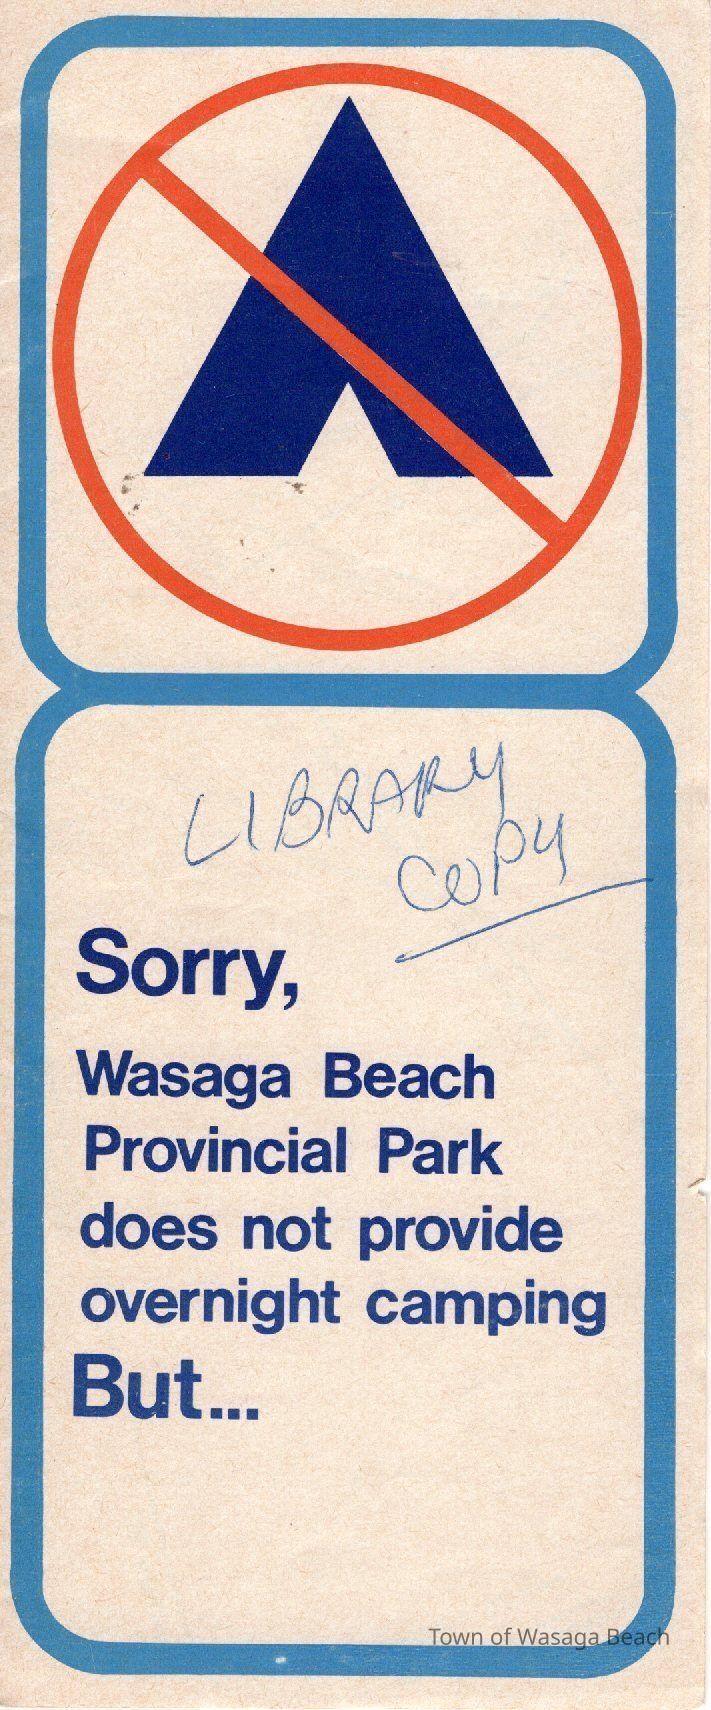 LIBRARY
COPY
Sorry,
Wasaga Beach
Provincial Park
does not provide
overnight camping
But...
Town of Wasaga Beach